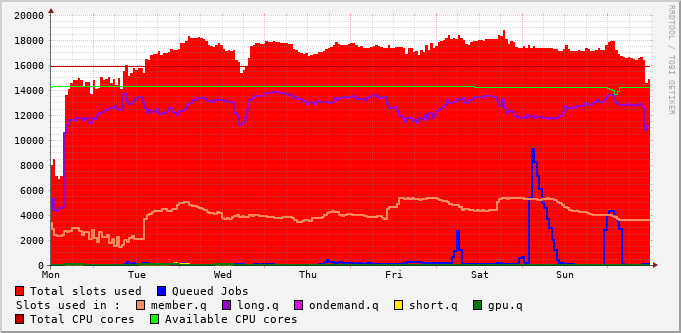 20000
18000
16000
14000
12000
10000
8000
6000
4000
2000
0
Mon Tue Wed Thu Fri Sat Sun
RRDTOOL / TOBI OETIKER
Total slots used Queued Jobs
Slots used in : member.q long.q ondemand.q short.q gpu.q
Total CPU cores Available CPU cores